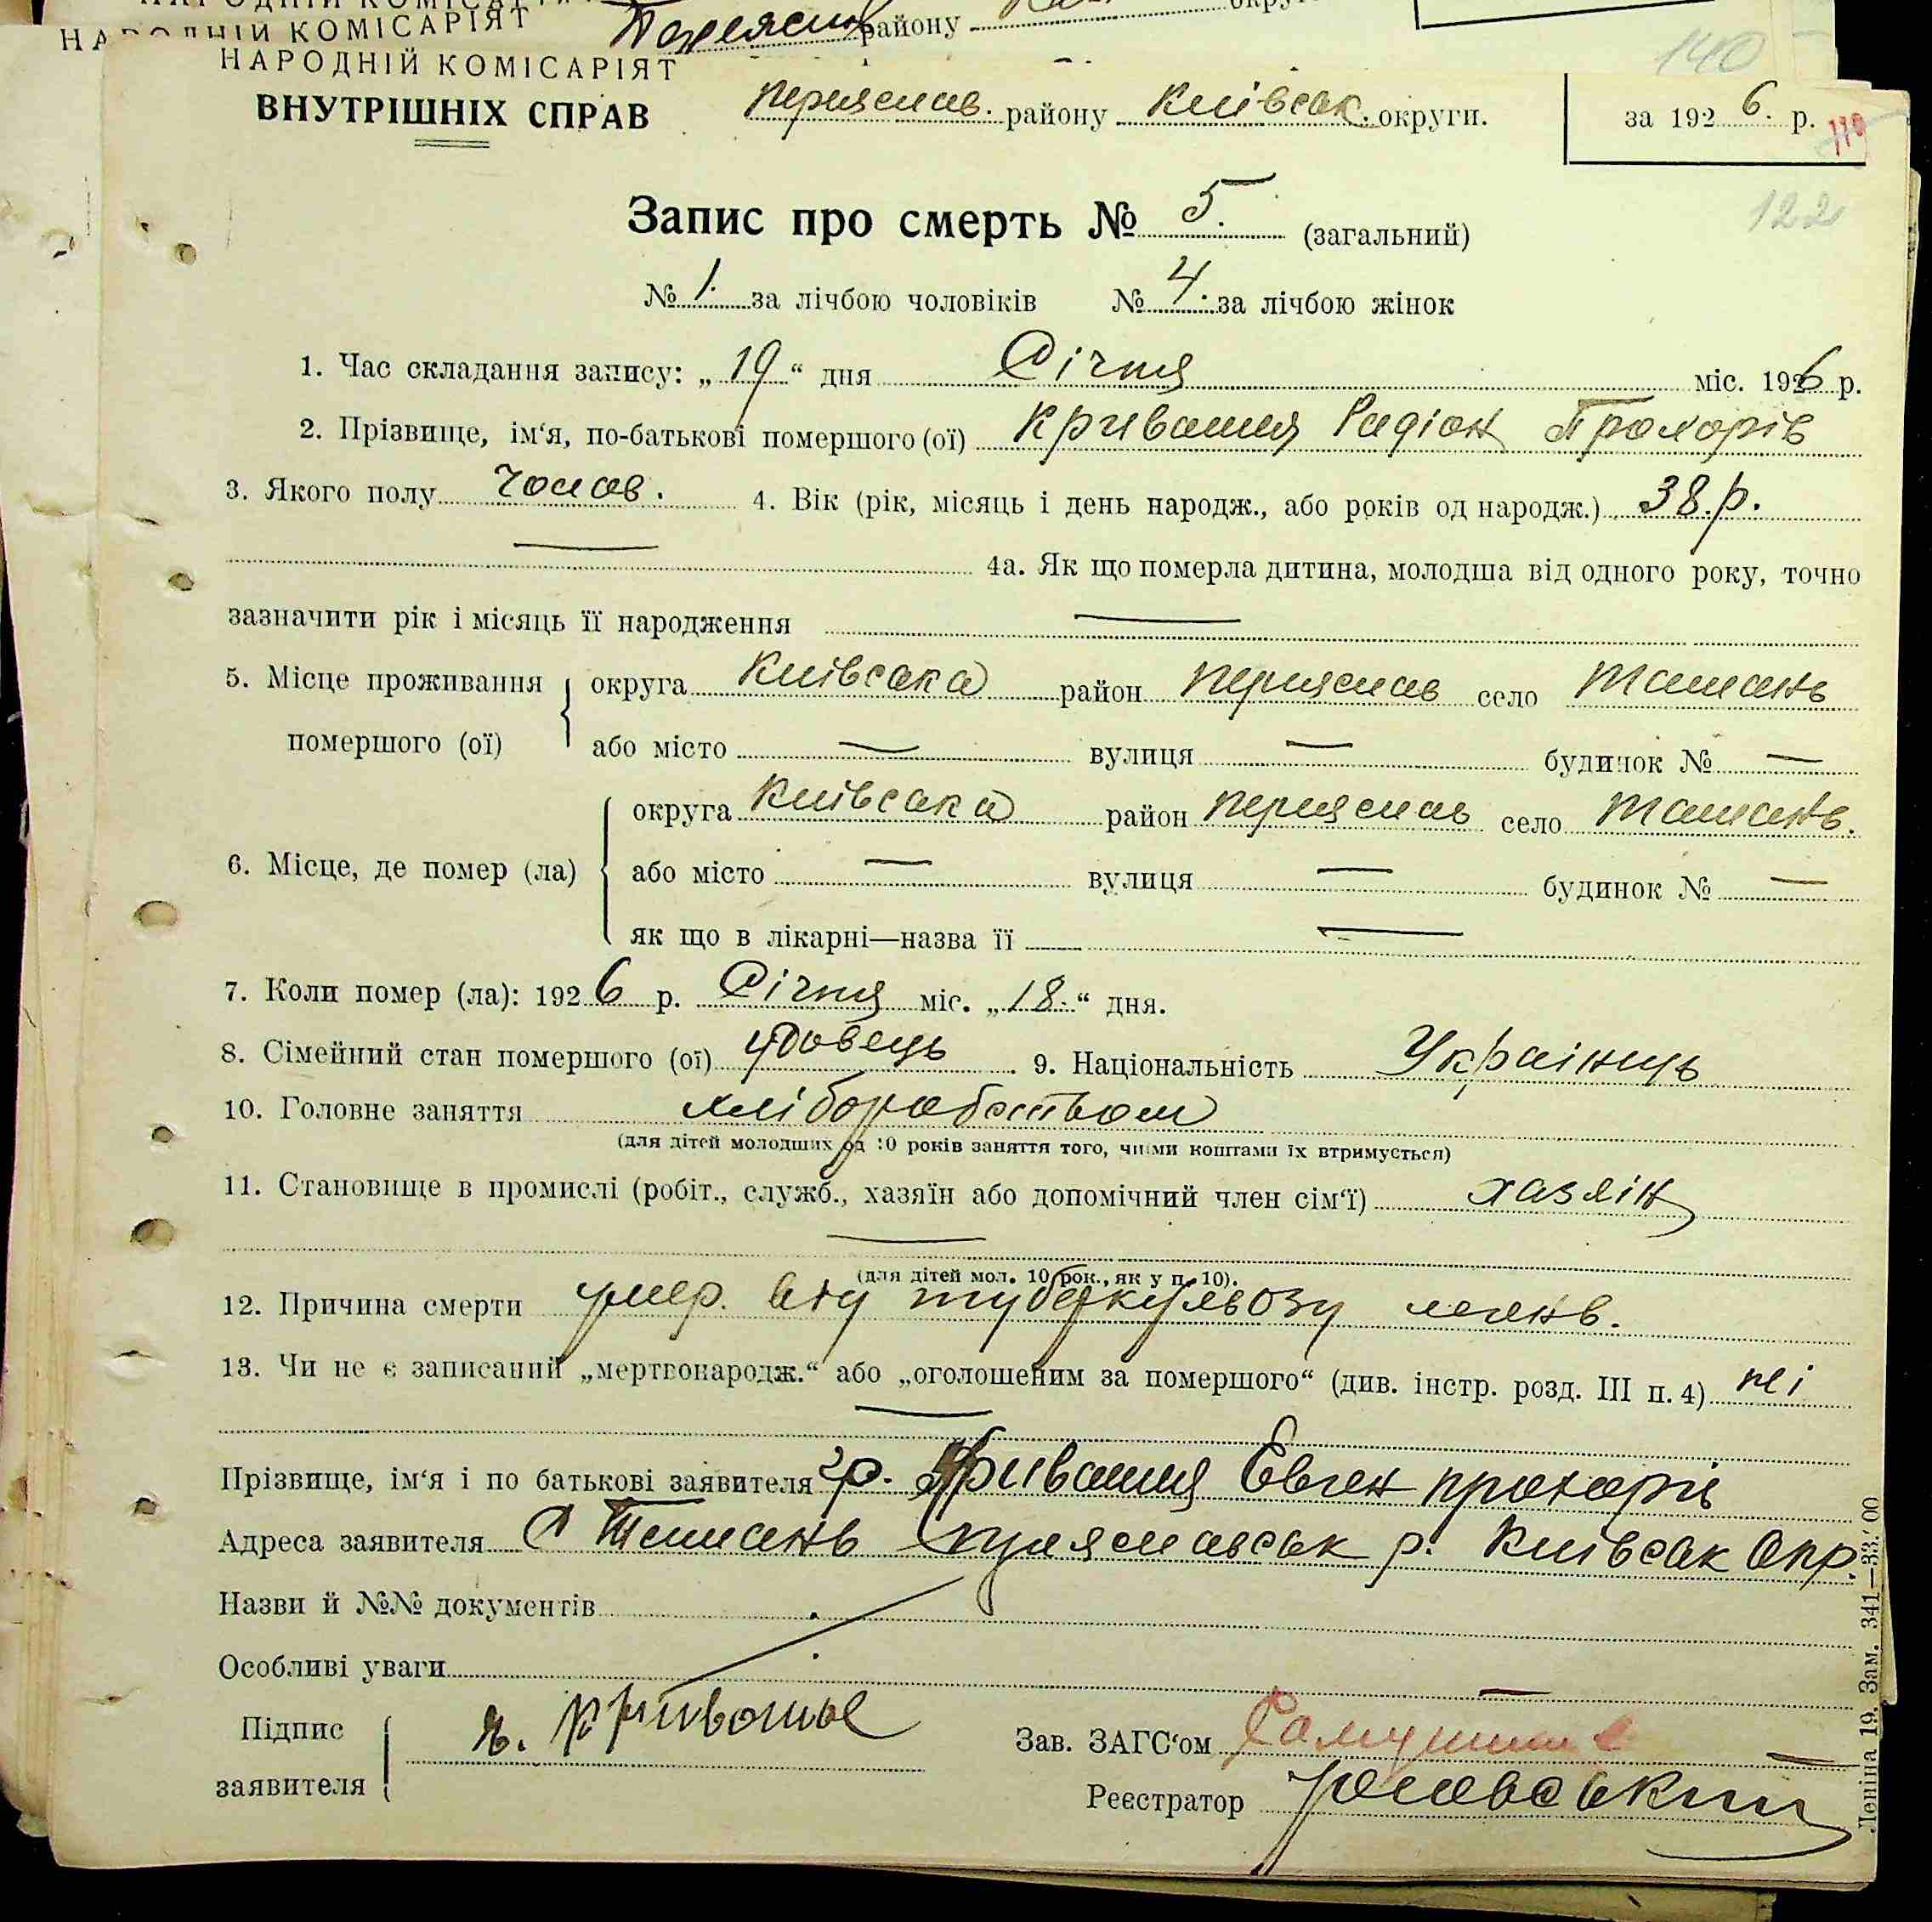 НАРОДНІЙ КОМІСАРІЯТ
району
НАРОДНІЙ КОМІСАРІЯТ
140
ВНУТРІШНІХ СПРАВ
Переяслав. району Київськ. округи.
за 1926. р.
119
122
Запис про смерть № 5. (загальний)
№ 1. за лічбою чоловіків № 4. за лічбою жінок
1. Час складання запису: „19“ дня Січня міс. 1926 р.
2. Прізвище, ім‘я, по-батькові помершого (ої) Кривошия Радіон Прохорів
3. Якого полу чолов. 4. Вік (рік, місяць і день народж., або років од народж.) 38.р.
4а. Як що померла дитина, молодша від одного року, точно
зазначити рік і місяць її народження —
5. Місце проживання помершого (ої) округа Київська район Переяслав село Ташань
або місто — вулиця — будинок № —
6. Місце, де помер (ла) округа Київська район Переяслав село Ташань.
або місто — вулиця — будинок № —
як що в лікарні—назва її —
7. Коли помер (ла): 1926 р. Січня міс. „18.“ дня.
8. Сімейний стан помершого (ої) удовець 9. Національність Українць
10. Головне заняття хліборобством
(для дітей молодших од 10 років заняття того, чиїми коштами їх втримується)
11. Становище в промислі (робіт., служб., хазяїн або допомічний член сім‘ї) хазяїн
(для дітей мол. 10 рок., як у п. 10).
12. Причина смерти умер. від туберкульозу легень.
13. Чи не є записаний „мертвонародж.“ або „оголошеним за помершого“ (див. інстр. розд. III п. 4) ні
Прізвище, ім‘я і по батькові заявителя гр. Кривошия Евген прохорів
Адреса заявителя С Ташань Переяславськ р. Київськ Окр.
Назви й №№ документів
Особливі уваги —
Підпис заявителя Кривошие
Зав. ЗАГС‘ом
Реєстратор
Леніна 19, Зам. 341—33.000